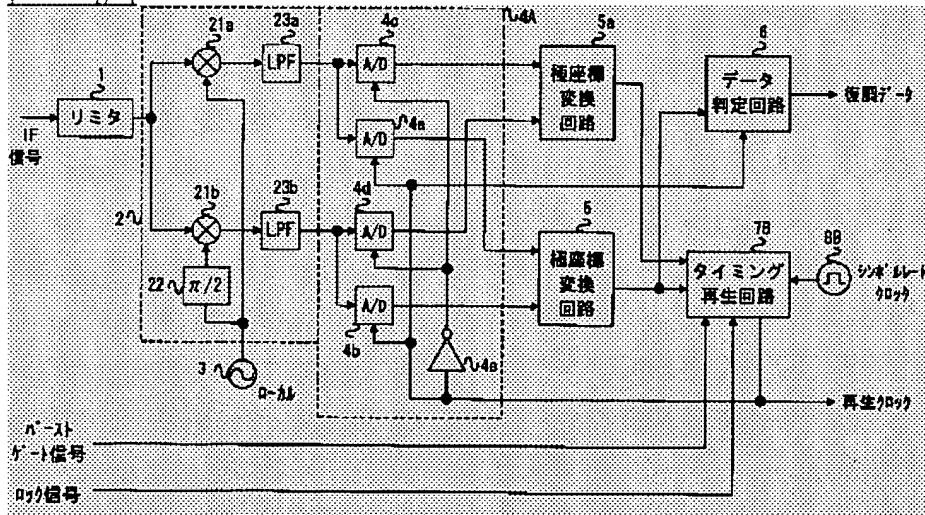 4A
21a
23a
4c
5a
6
1
LPF
A/D
極座標
変換
回路
データ
判定回路
復調データ
リミタ
IF
信号
4a
A/D
21b
23b
4d
5
7B
8B
2
LPF
A/D
極座標
変換
回路
タイミング
再生回路
シンボルレート
クロック
22
π/2
A/D
4b
4e
3
ローカル
再生クロック
バースト
ゲート信号
ロック信号